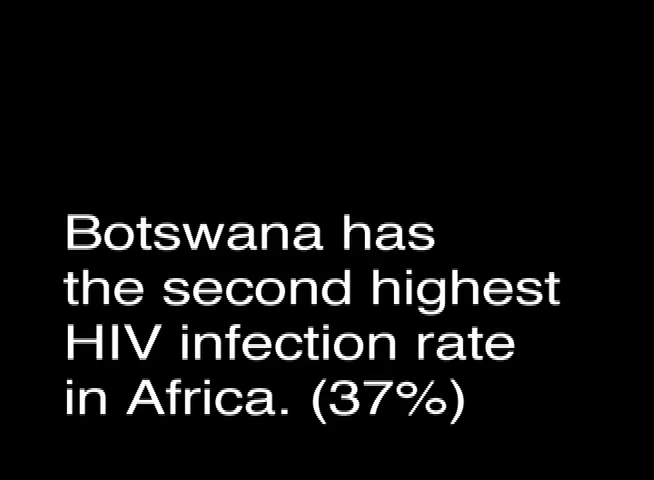 Botswana has
the second highest
HIV infection rate
in Africa. (37%)